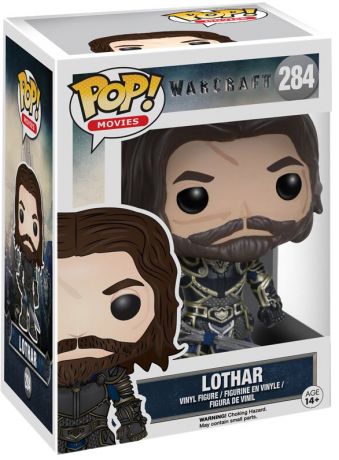 POP!
MOVIES
WARCRAFT
284
LOTHAR
LOTHAR
VINYL FIGURE / FIGURINE EN VINYLE /
FIGURA DE VINIL
WARNING! Choking Hazard.
May contain small parts.
AGE
14+